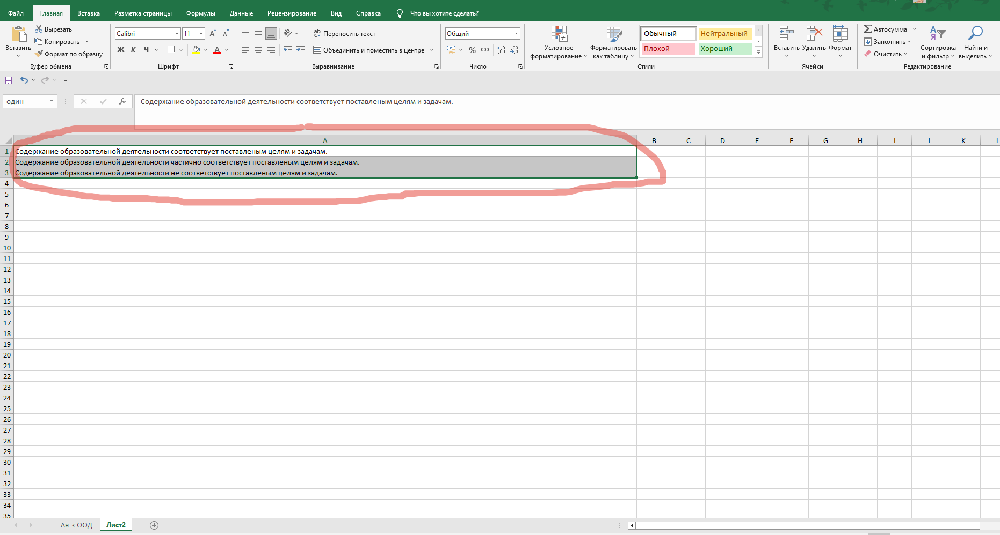 Файл Главная Вставка Разметка страницы Формулы Данные Рецензирование Вид Справка Что вы хотите сделать?
Вставить
Вырезать
Копировать
Формат по образцу
Буфер обмена
Calibri 11
Ж К Ч А
Шрифт
Переносить текст
Объединить и поместить в центре
Выравнивание
Общий
% 000
Число
Условное форматирование
Форматировать как таблицу
Обычный Нейтральный
Плохой Хороший
Стили
Вставить Удалить Формат
Ячейки
Автосумма
Заполнить
Очистить
Сортировка и фильтр
Найти и выделить
Редактирование
один fx Содержание образовательной деятельности соответствует поставленым целям и задачам.
A B C D E F G H I J K L
1 Содержание образовательной деятельности соответствует поставленым целям и задачам.
2 Содержание образовательной деятельности частично соответствует поставленым целям и задачам.
3 Содержание образовательной деятельности не соответствует поставленым целям и задачам.
4
5
6
7
8
9
10
11
12
13
14
15
16
17
18
19
20
21
22
23
24
25
26
27
28
29
30
31
32
33
34
35
Ан-з ООД Лист2